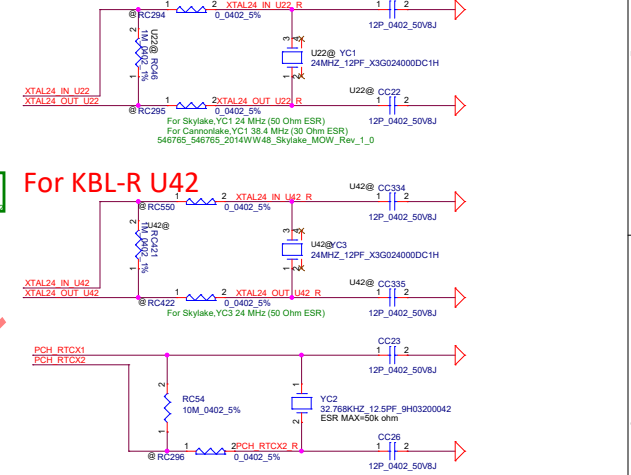 1 2 XTAL24_IN_U22_R 1 2
@RC294 0_0402_5% 12P_0402_50V8J
U22@ RC46
1M_0402_1%
2
1
3 4
U22@ YC1
24MHZ_12PF_X3G024000DC1H
1 2
XTAL24_IN_U22
XTAL24_OUT_U22
U22@ CC22
1 2 XTAL24_OUT_U22_R 1 2
@RC295 0_0402_5% 12P_0402_50V8J
For Skylake,YC1 24 MHz (50 Ohm ESR)
For Cannonlake,YC1 38.4 MHz (30 Ohm ESR)
546765_546765_2014WW48_Skylake_MOW_Rev_1_0
For KBL-R U42
U42@ CC334
1 2 XTAL24_IN_U42_R 1 2
@RC550 0_0402_5% 12P_0402_50V8J
U42@
RC421
1M_0402_1%
2
1
3 4
U42@YC3
24MHZ_12PF_X3G024000DC1H
1 2
XTAL24_IN_U42
XTAL24_OUT_U42
U42@ CC335
1 2 XTAL24_OUT_U42_R 1 2
@RC422 0_0402_5% 12P_0402_50V8J
For Skylake,YC3 24 MHz (50 Ohm ESR)
CC23
PCH_RTCX1
PCH_RTCX2
1 2
12P_0402_50V8J
2
RC54
10M_0402_5%
1
1
YC2
32.768KHZ_12.5PF_9H03200042
ESR MAX=50k ohm
2
CC26
1 2PCH_RTCX2_R 1 2
@RC296 0_0402_5% 12P_0402_50V8J